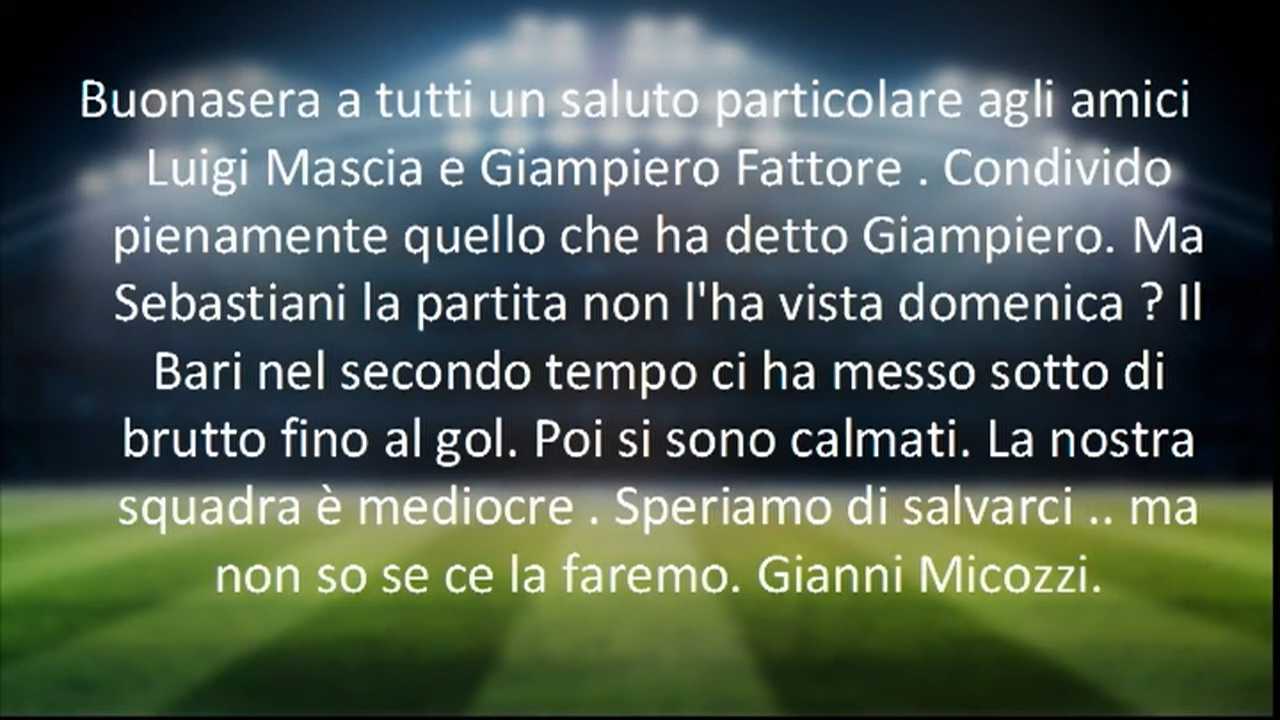 Buonasera a tutti un saluto particolare agli amici
Luigi Mascia e Giampiero Fattore . Condivido
pienamente quello che ha detto Giampiero. Ma
Sebastiani la partita non l'ha vista domenica ? Il
Bari nel secondo tempo ci ha messo sotto di
brutto fino al gol. Poi si sono calmati. La nostra
squadra è mediocre . Speriamo di salvarci .. ma
non so se ce la faremo. Gianni Micozzi.